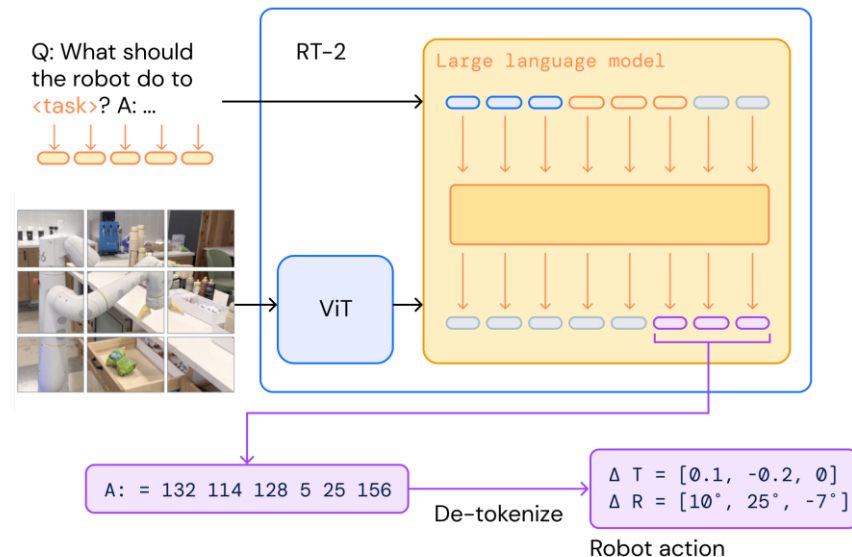 Q: What should
the robot do to
<task>? A: …
RT-2
Large language model
ViT
A: = 132 114 128 5 25 156
De-tokenize
Δ T = [0.1, -0.2, 0]
Δ R = [10°, 25°, -7°]
Robot action